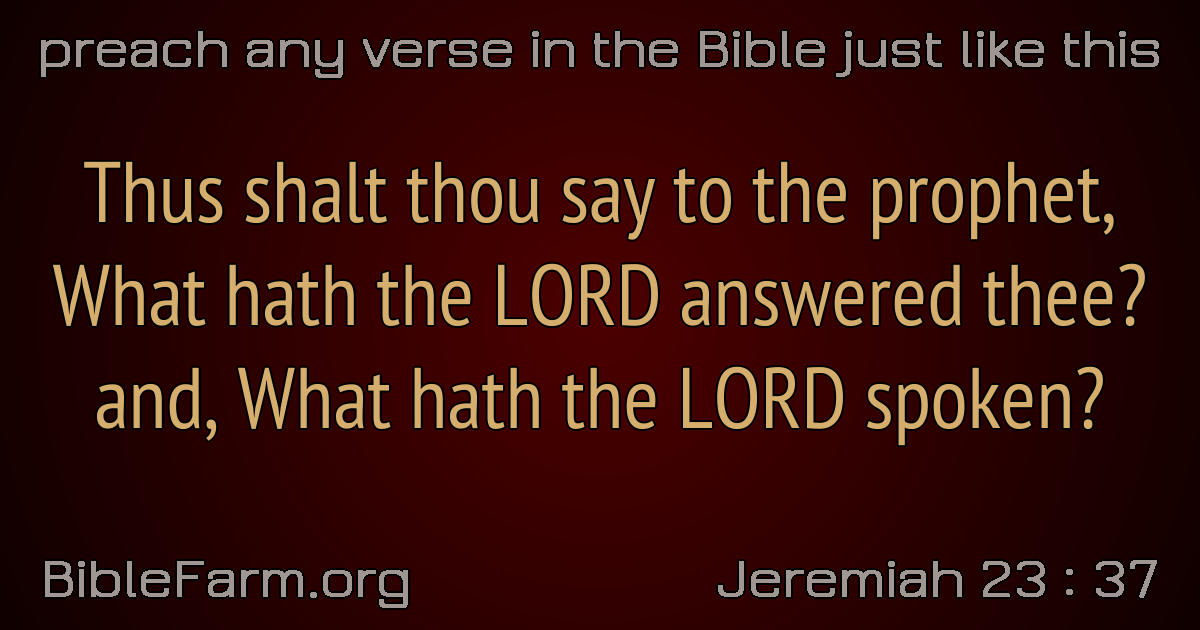 preach any verse in the Bible just like this
Thus shalt thou say to the prophet,
What hath the LORD answered thee?
and, What hath the LORD spoken?
BibleFarm.org
Jeremiah 23 : 37